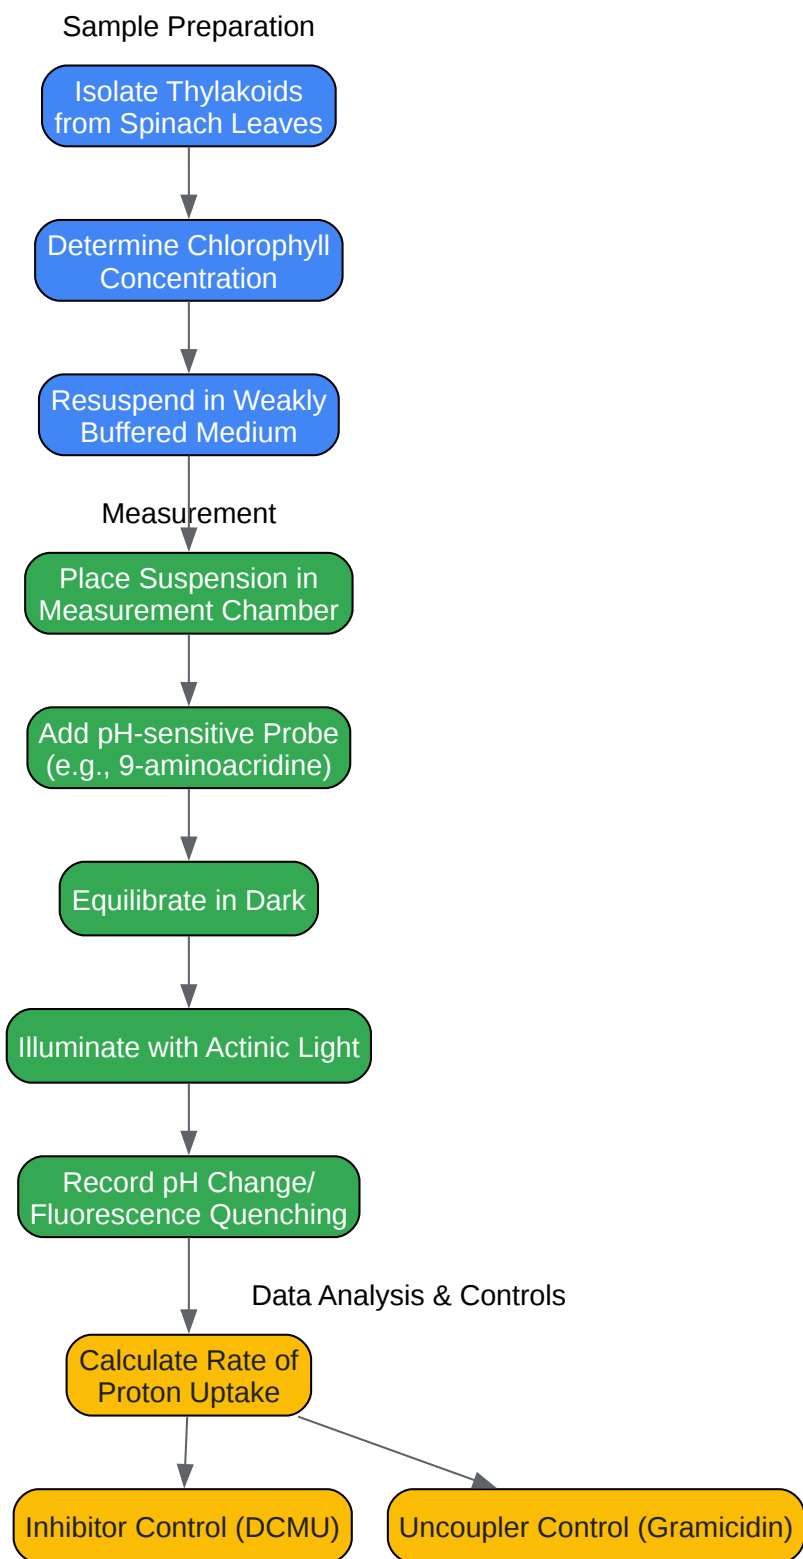 Sample Preparation
Isolate Thylakoids
from Spinach Leaves
Determine Chlorophyll
Concentration
Resuspend in Weakly
Buffered Medium
Measurement
Place Suspension in
Measurement Chamber
Add pH-sensitive Probe
(e.g., 9-aminoacridine)
Equilibrate in Dark
Illuminate with Actinic Light
Record pH Change/
Fluorescence Quenching
Data Analysis & Controls
Calculate Rate of
Proton Uptake
Inhibitor Control (DCMU)
Uncoupler Control (Gramicidin)